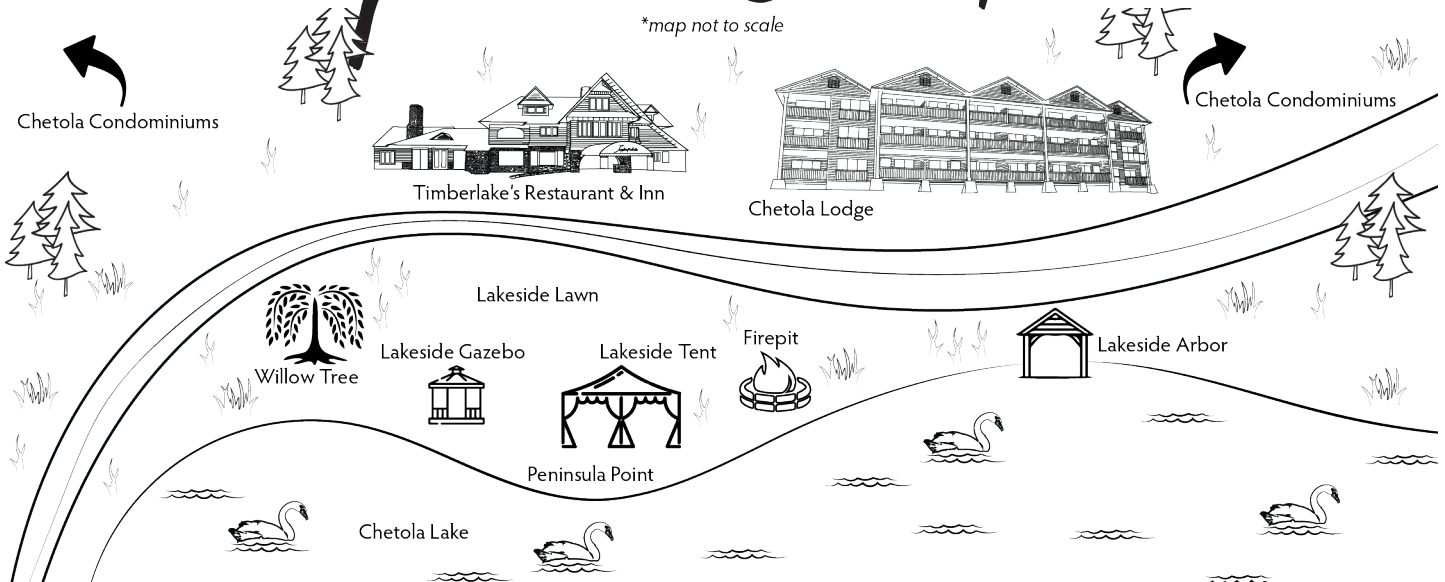 *map not to scale
Chetola Condominiums
Chetola Condominiums
Timberlake's Restaurant & Inn
Chetola Lodge
Lakeside Lawn
Firepit
Lakeside Arbor
Lakeside Gazebo
Lakeside Tent
Willow Tree
Peninsula Point
Chetola Lake